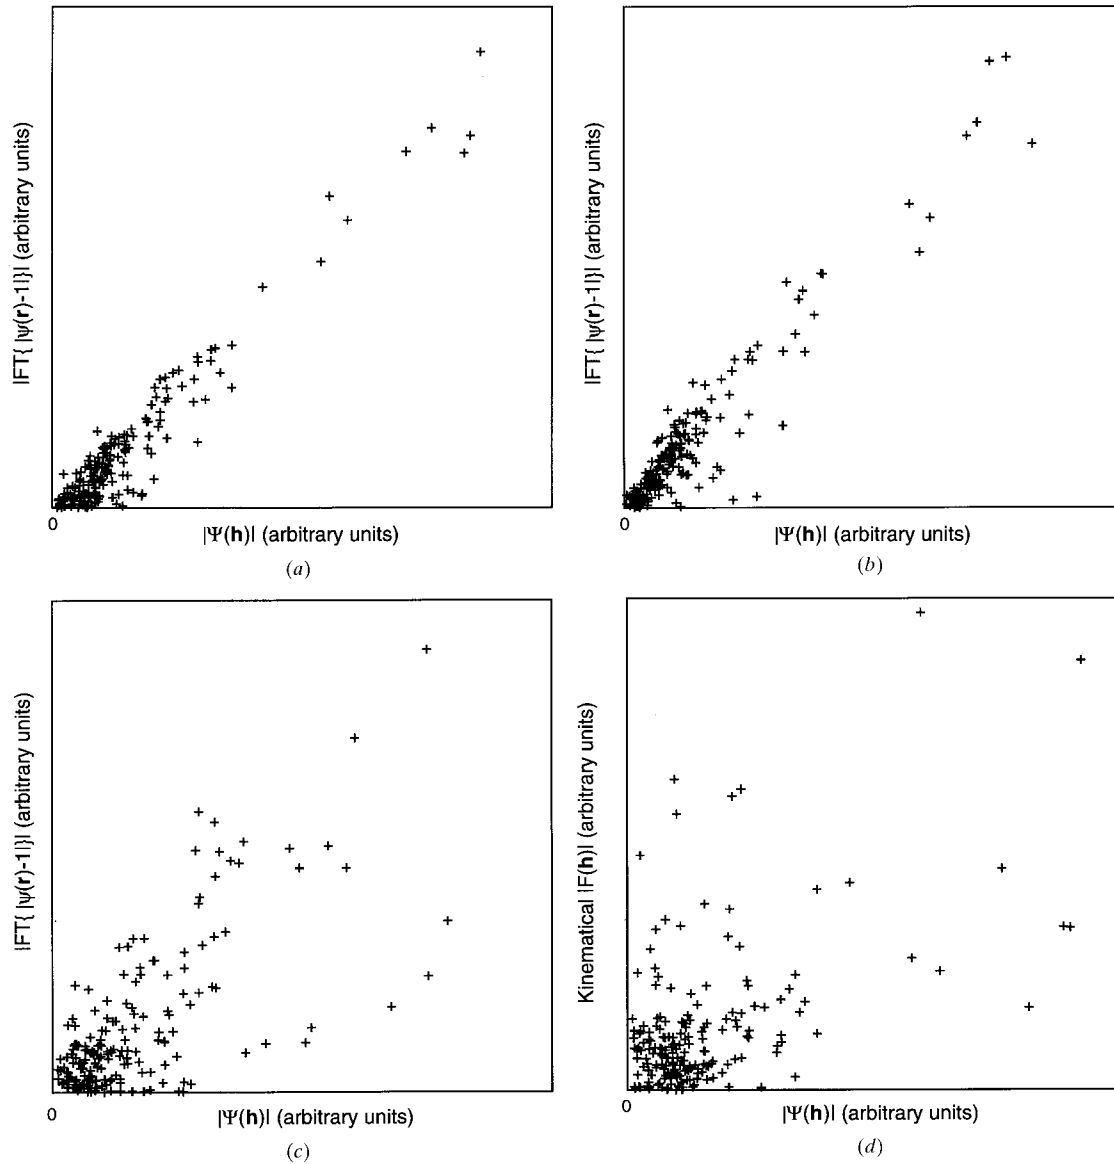 |FT{ |ψ(r)-1|}| (arbitrary units)
0
|Ψ(h)| (arbitrary units)
(a)
|FT{ |ψ(r)-1|}| (arbitrary units)
0
|Ψ(h)| (arbitrary units)
(b)
|FT{ |ψ(r)-1|}| (arbitrary units)
0
|Ψ(h)| (arbitrary units)
(c)
Kinematical |F(h)| (arbitrary units)
0
|Ψ(h)| (arbitrary units)
(d)